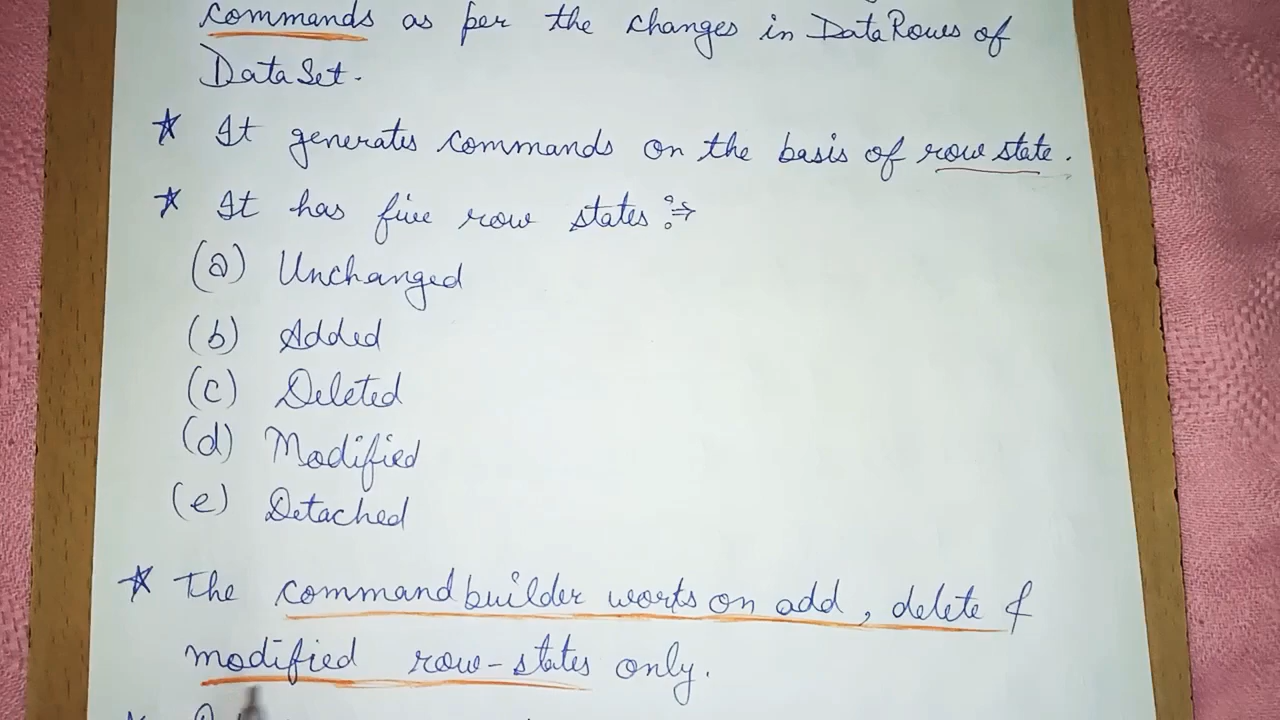 commands as per the changes in DataRows of
DataSet.
★ It generates commands on the basis of row state.
★ It has five row states :⇒
(a) Unchanged
(b) Added
(c) Deleted
(d) Modified
(e) Detached
★ The commandbuilder works on add, delete &
modified row-states only.